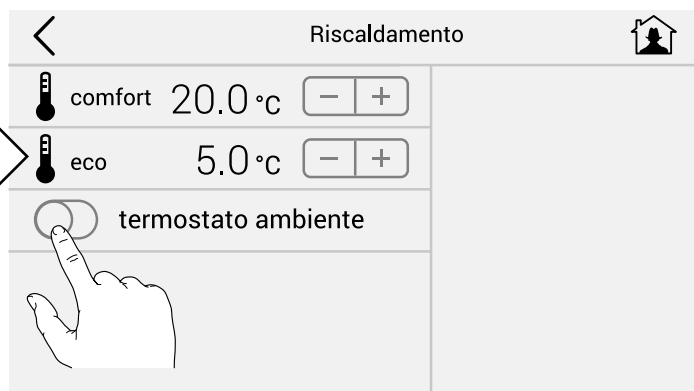 Riscaldamento
comfort 20.0 °C − +
eco 5.0 °C − +
termostato ambiente